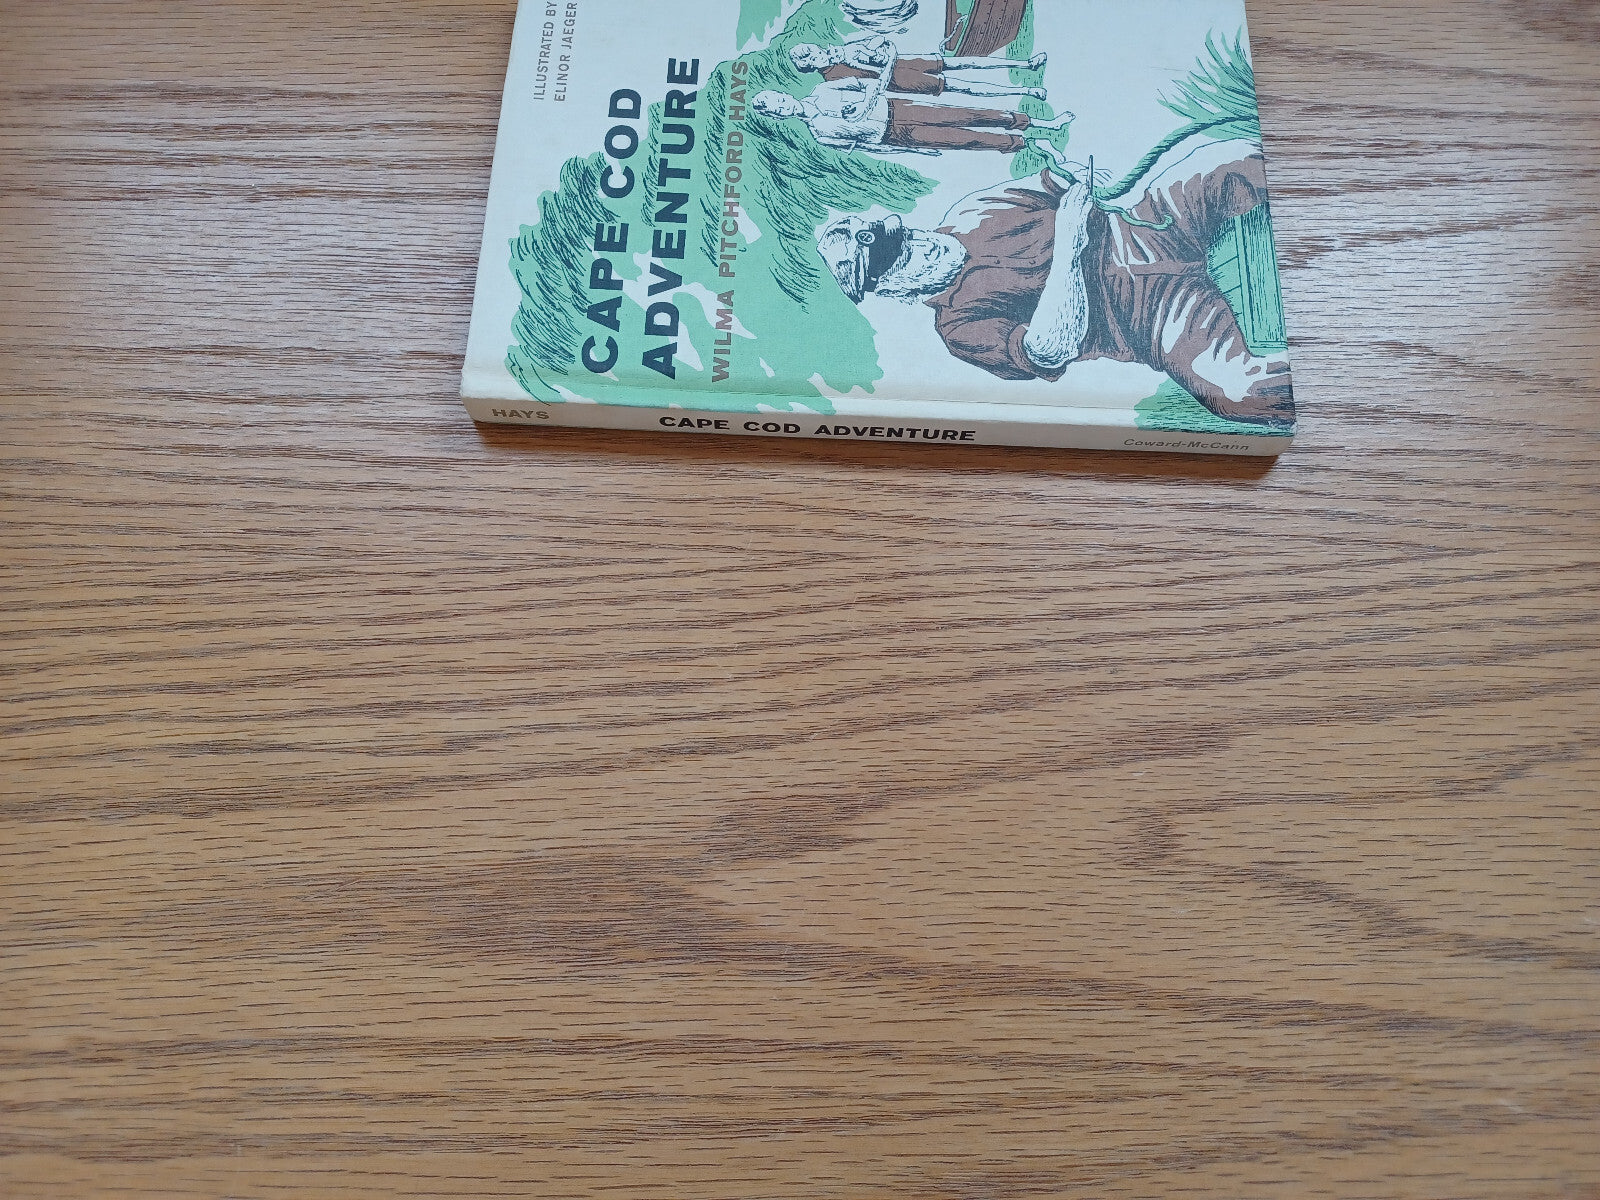 ILLUSTRATED BY
ELINOR JAEGER
CAPE COD
ADVENTURE
WILMA PITCHFORD HAYS
HAYS CAPE COD ADVENTURE Coward-McCann